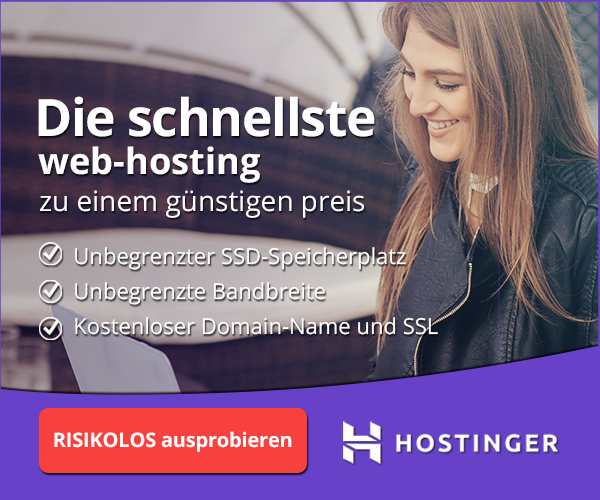 Die schnellste
web-hosting
zu einem günstigen preis
Unbegrenzter SSD-Speicherplatz
Unbegrenzte Bandbreite
Kostenloser Domain-Name und SSL
RISIKOLOS ausprobieren
HOSTINGER